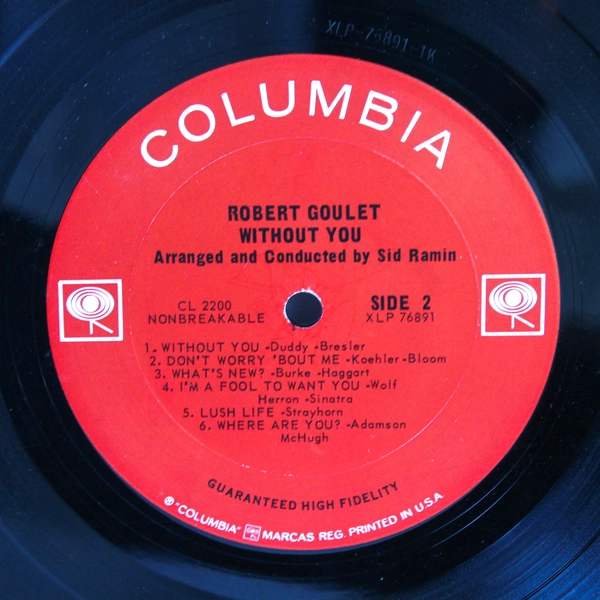 XLP-76891-1K
COLUMBIA
ROBERT GOULET
WITHOUT YOU
Arranged and Conducted by Sid Ramin
CL 2200
NONBREAKABLE
SIDE 2
XLP 76891
1. WITHOUT YOU -Duddy -Bresler
2. DON'T WORRY 'BOUT ME -Koehler -Bloom
3. WHAT'S NEW? -Burke -Haggart
4. I'M A FOOL TO WANT YOU -Wolf
Herron -Sinatra
5. LUSH LIFE -Strayhorn
6. WHERE ARE YOU? -Adamson
McHugh
GUARANTEED HIGH FIDELITY
® "COLUMBIA" MARCAS REG. PRINTED IN U.S.A.